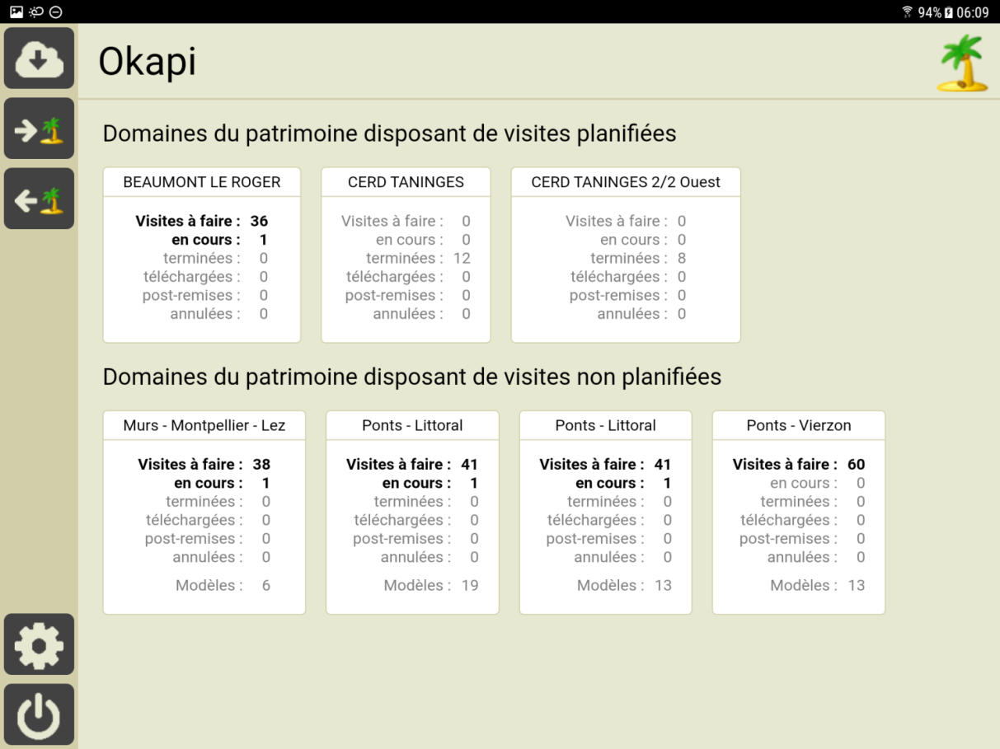 94% 06:09
Okapi
Domaines du patrimoine disposant de visites planifiées
BEAUMONT LE ROGER
Visites à faire : 36
en cours : 1
terminées : 0
téléchargées : 0
post-remises : 0
annulées : 0
CERD TANINGES
Visites à faire : 0
en cours : 0
terminées : 12
téléchargées : 0
post-remises : 0
annulées : 0
CERD TANINGES 2/2 Ouest
Visites à faire : 0
en cours : 0
terminées : 8
téléchargées : 0
post-remises : 0
annulées : 0
Domaines du patrimoine disposant de visites non planifiées
Murs - Montpellier - Lez
Visites à faire : 38
en cours : 1
terminées : 0
téléchargées : 0
post-remises : 0
annulées : 0
Modèles : 6
Ponts - Littoral
Visites à faire : 41
en cours : 1
terminées : 0
téléchargées : 0
post-remises : 0
annulées : 0
Modèles : 19
Ponts - Littoral
Visites à faire : 41
en cours : 1
terminées : 0
téléchargées : 0
post-remises : 0
annulées : 0
Modèles : 13
Ponts - Vierzon
Visites à faire : 60
en cours : 0
terminées : 0
téléchargées : 0
post-remises : 0
annulées : 0
Modèles : 13